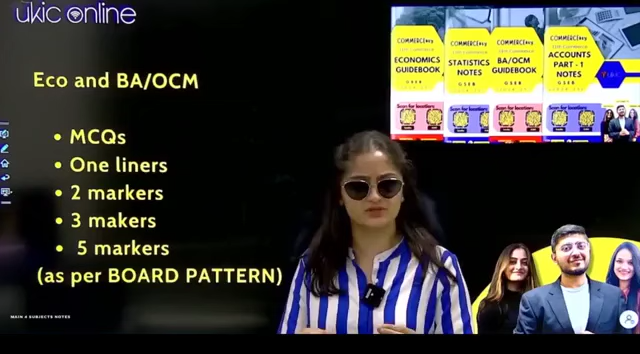 ukic online
Eco and BA/OCM
• MCQs
• One liners
• 2 markers
• 3 makers
• 5 markers
(as per BOARD PATTERN)
MAIN 4 SUBJECTS NOTES
ECONOMICS
GUIDEBOOK
STATISTICS
NOTES
BA/OCM
GUIDEBOOK
ACCOUNTS
PART - 1
NOTES